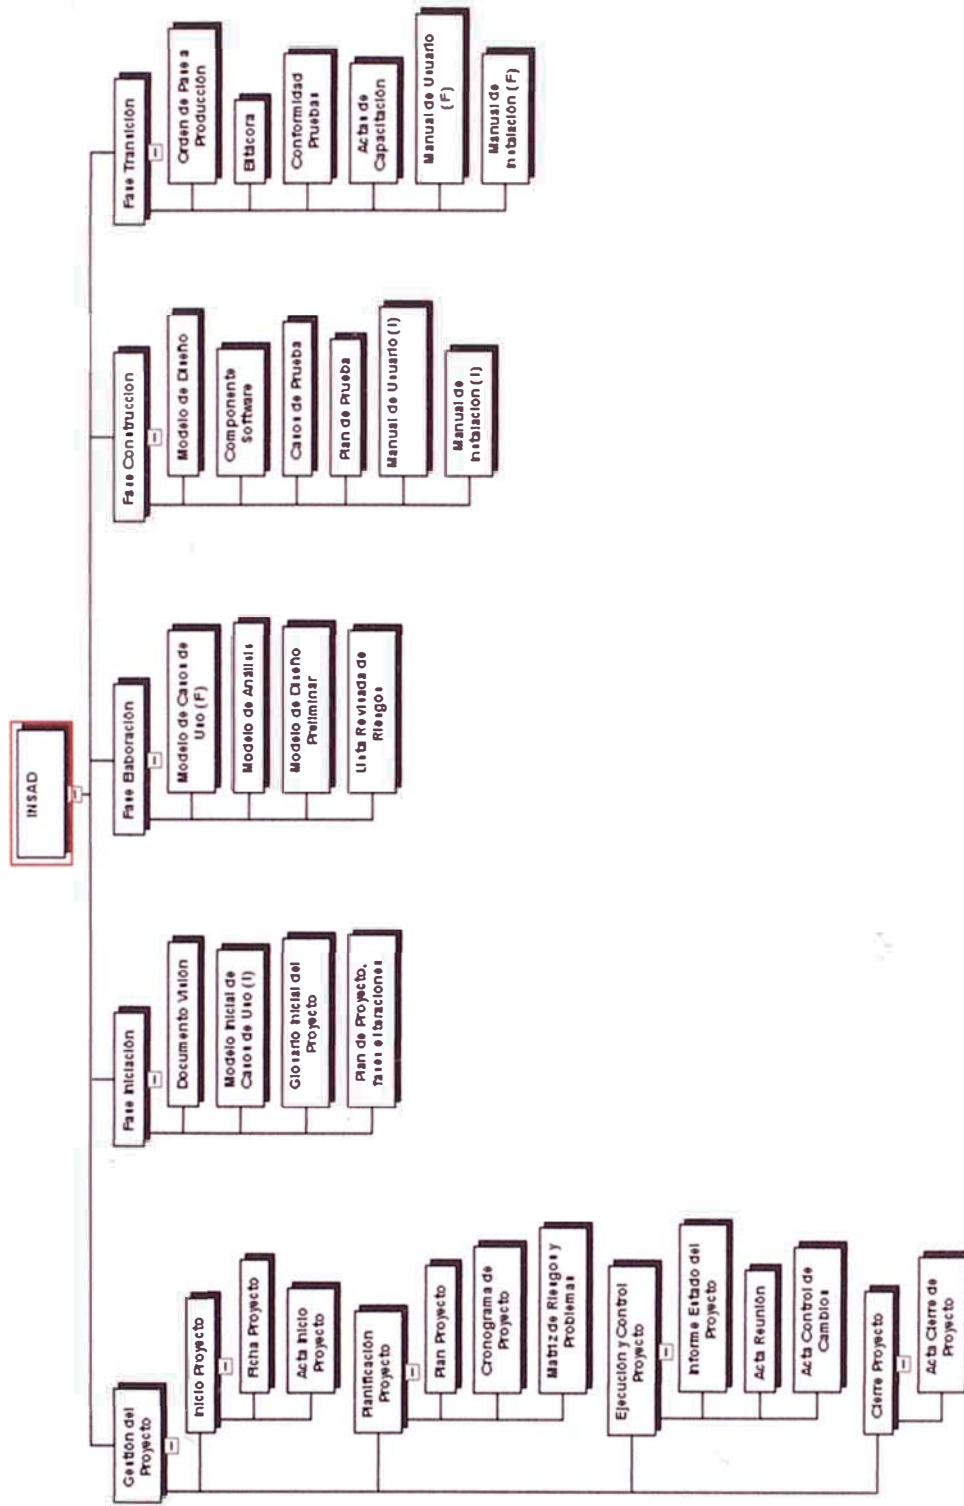 INSAD
Gestión del
Proyecto
Inicio Proyecto
Ficha Proyecto
Acta Inicio
Proyecto
Planificación
Proyecto
Plan Proyecto
Cronograma de
Proyecto
Matriz de Riesgos y
Problemas
Ejecución y Control
Proyecto
Informe Estado del
Proyecto
Acta Reunión
Acta Control de
Cambios
Cierre Proyecto
Acta Cierre de
Proyecto
Fase Iniciación
Documento Visión
Modelo Inicial de
Casos de Uso (I)
Glosario Inicial del
Proyecto
Plan de Proyecto,
fases e iteraciones
Fase Elaboración
Modelo de Casos de
Uso (F)
Modelo de Análisis
Modelo de Diseño
Preliminar
Lista Revisada de
Riesgos
Fase Construcción
Modelo de Diseño
Componente
Software
Casos de Prueba
Plan de Prueba
Manual de Usuario (I)
Manual de
Instalación (I)
Fase Transición
Orden de Pase a
Producción
Bitácora
Conformidad
Pruebas
Actas de
Capacitación
Manual de Usuario
(F)
Manual de
Instalación (F)